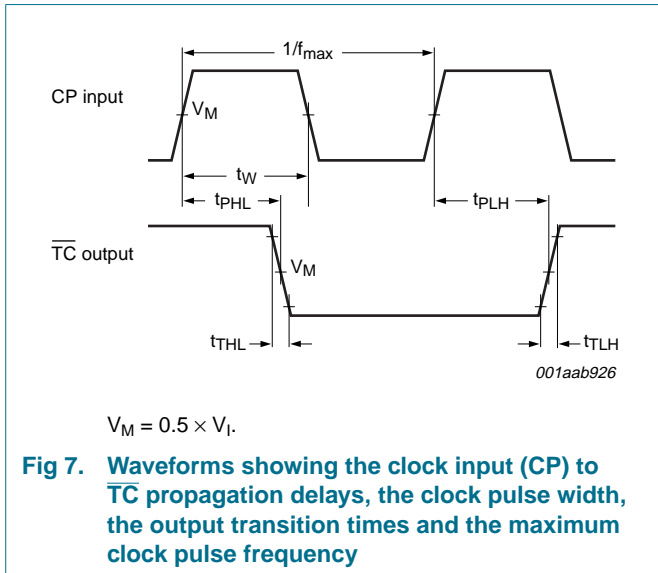 1/fmax
CP input
VM
tW
tPHL
tPLH
TC output
VM
tTHL
tTLH
001aab926
VM = 0.5 × VI.
Fig 7. Waveforms showing the clock input (CP) to
TC propagation delays, the clock pulse width,
the output transition times and the maximum
clock pulse frequency